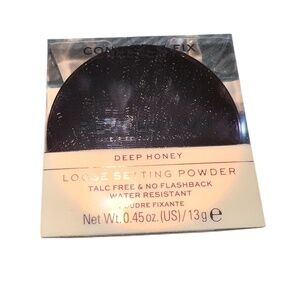 DEEP HONEY
LOOSE SETTING POWDER
TALC FREE & NO FLASHBACK
WATER RESISTANT
POUDRE FIXANTE
Net Wt. 0.45 oz. (US) / 13 g ℮